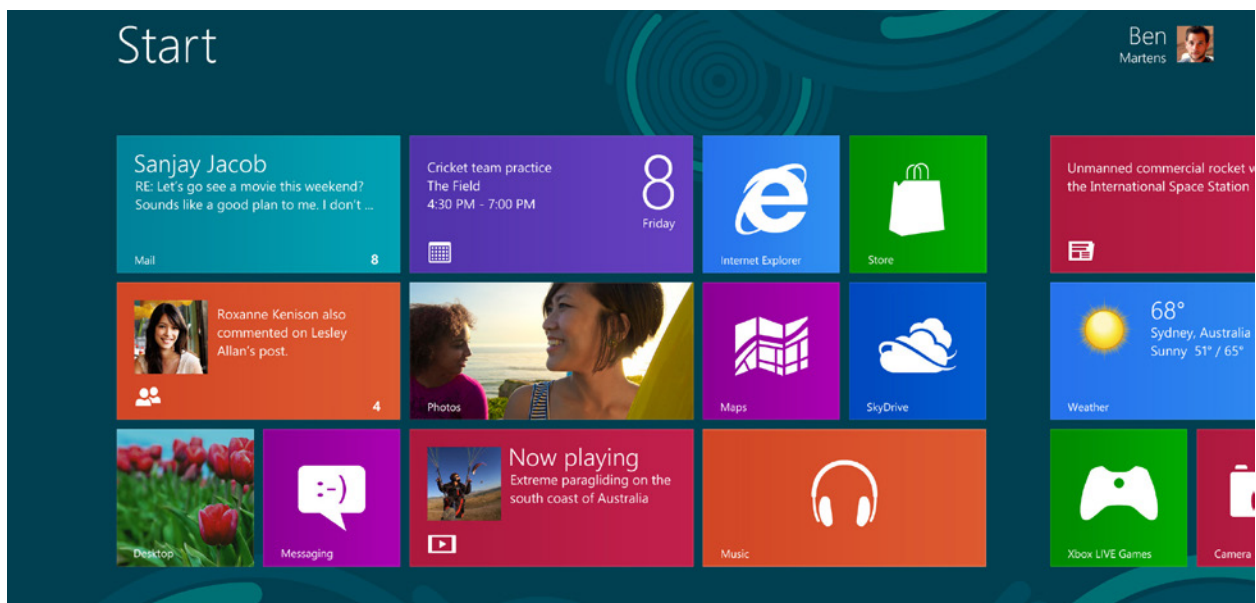 Start
Ben
Martens
Sanjay Jacob
RE: Let's go see a movie this weekend?
Sounds like a good plan to me. I don't ...
Mail
8
Cricket team practice
The Field
4:30 PM - 7:00 PM
8
Friday
Internet Explorer
Store
Unmanned commercial rocket
the International Space Station
Roxanne Kenison also
commented on Lesley
Allan's post.
4
Photos
Maps
SkyDrive
68°
Sydney, Australia
Sunny 51° / 65°
Weather
Desktop
:-)
Messaging
Now playing
Extreme paragliding on the
south coast of Australia
Music
Xbox LIVE Games
Camera